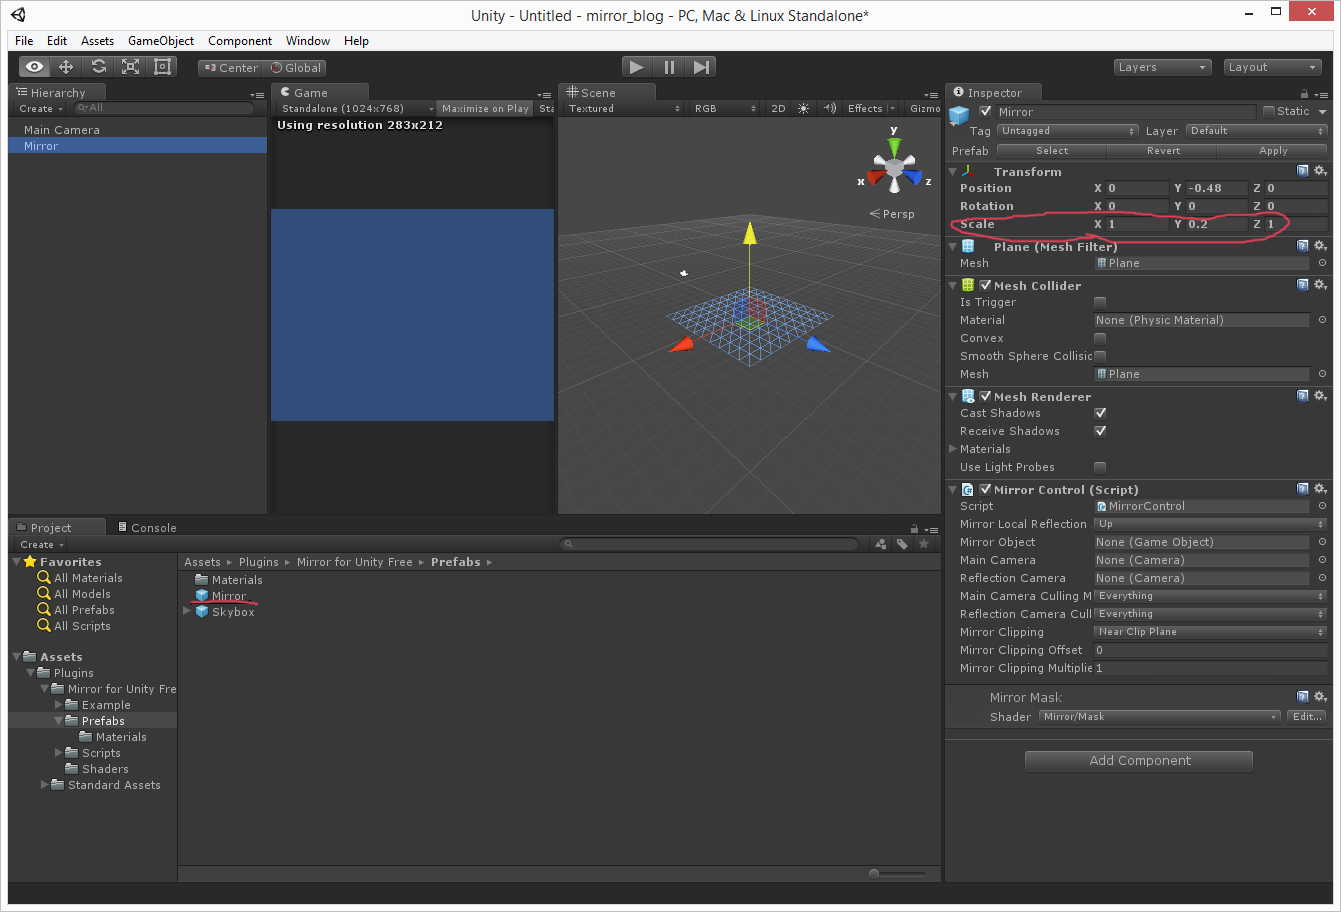 Unity - Untitled - mirror_blog - PC, Mac & Linux Standalone*
File Edit Assets GameObject Component Window Help
Center Global Layers Layout
Hierarchy
Create All
Main Camera
Mirror
Game
Standalone (1024x768) Maximize on Play Sta
Using resolution 283x212
Scene
Textured RGB 2D Effects Gizmo
y
x z
Persp
Inspector
Mirror Static
Tag Untagged Layer Default
Prefab Select Revert Apply
Transform
Position X 0 Y -0.48 Z 0
Rotation X 0 Y 0 Z 0
Scale X 1 Y 0.2 Z 1
Plane (Mesh Filter)
Mesh Plane
Mesh Collider
Is Trigger
Material None (Physic Material)
Convex
Smooth Sphere Collisic
Mesh Plane
Mesh Renderer
Cast Shadows
Receive Shadows
Materials
Use Light Probes
Mirror Control (Script)
Script MirrorControl
Mirror Local Reflection Up
Mirror Object None (Game Object)
Main Camera None (Camera)
Reflection Camera None (Camera)
Main Camera Culling M Everything
Reflection Camera Cull Everything
Mirror Clipping Near Clip Plane
Mirror Clipping Offset 0
Mirror Clipping Multiplie 1
Mirror Mask
Shader Mirror/Mask Edit...
Add Component
Project Console
Create
Favorites
All Materials
All Models
All Prefabs
All Scripts
Assets
Plugins
Mirror for Unity Fre
Example
Prefabs
Materials
Scripts
Shaders
Standard Assets
Assets Plugins Mirror for Unity Free Prefabs
Materials
Mirror
Skybox